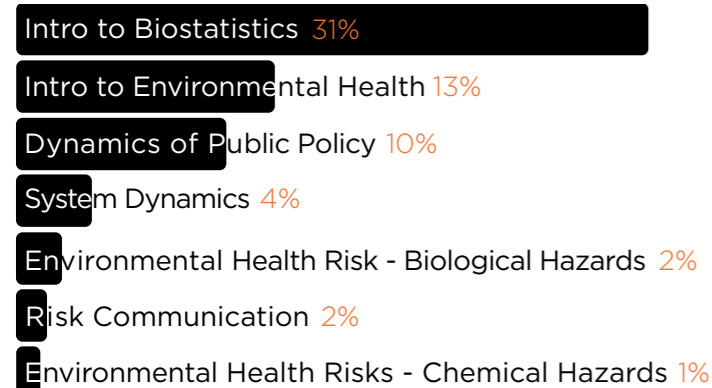 Intro to Biostatistics 31%
Intro to Environmental Health 13%
Dynamics of Public Policy 10%
System Dynamics 4%
Environmental Health Risk - Biological Hazards 2%
Risk Communication 2%
Environmental Health Risks - Chemical Hazards 1%